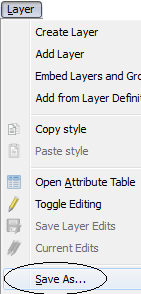 Layer
Create Layer
Add Layer
Embed Layers and Gro
Add from Layer Defini
Copy style
Paste style
Open Attribute Table
Toggle Editing
Save Layer Edits
Current Edits
Save As...